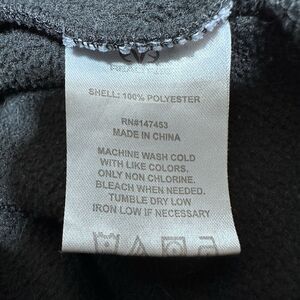 SHELL: 100% POLYESTER
RN#147453
MADE IN CHINA
MACHINE WASH COLD
WITH LIKE COLORS.
ONLY NON CHLORINE.
BLEACH WHEN NEEDED.
TUMBLE DRY LOW
IRON LOW IF NECESSARY